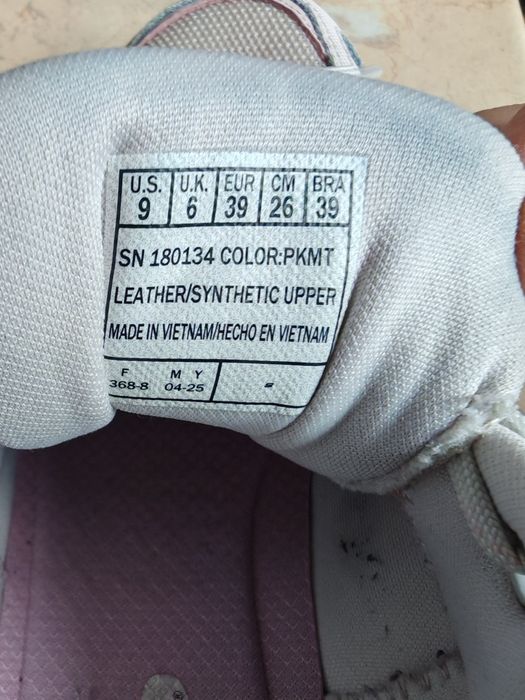 U.S. U.K. EUR CM BRA
9 6 39 26 39
SN 180134 COLOR:PKMT
LEATHER/SYNTHETIC UPPER
MADE IN VIETNAM/HECHO EN VIETNAM
F M Y
368-8 04-25 -